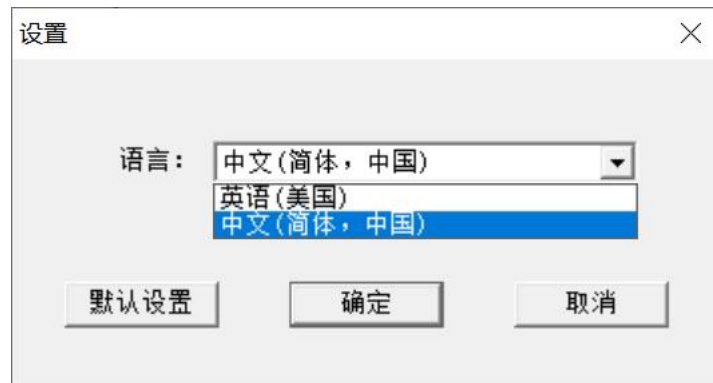 设置
语言： 中文(简体，中国)
英语(美国)
中文(简体，中国)
默认设置 确定 取消